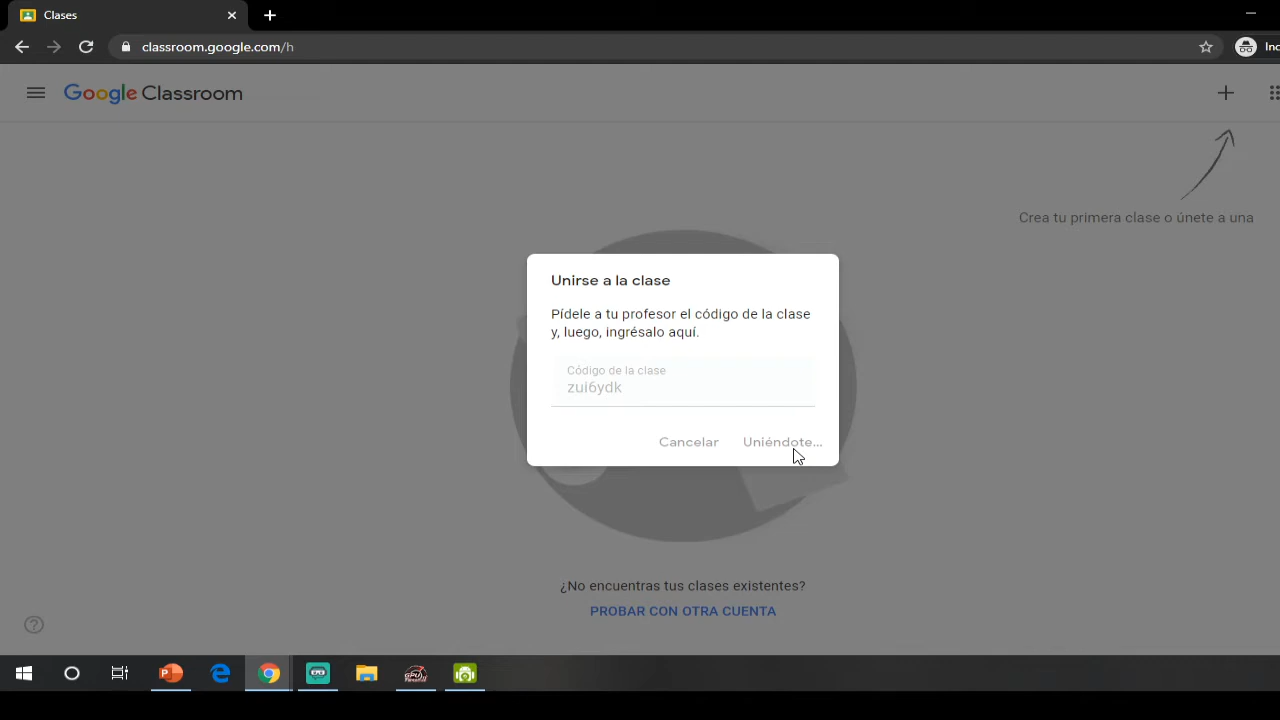 Clases
classroom.google.com/h
Inc
Google Classroom
Crea tu primera clase o únete a una
Unirse a la clase
Pídele a tu profesor el código de la clase
y, luego, ingrésalo aquí.
Código de la clase
zui6ydk
Cancelar
Uniéndote...
¿No encuentras tus clases existentes?
PROBAR CON OTRA CUENTA